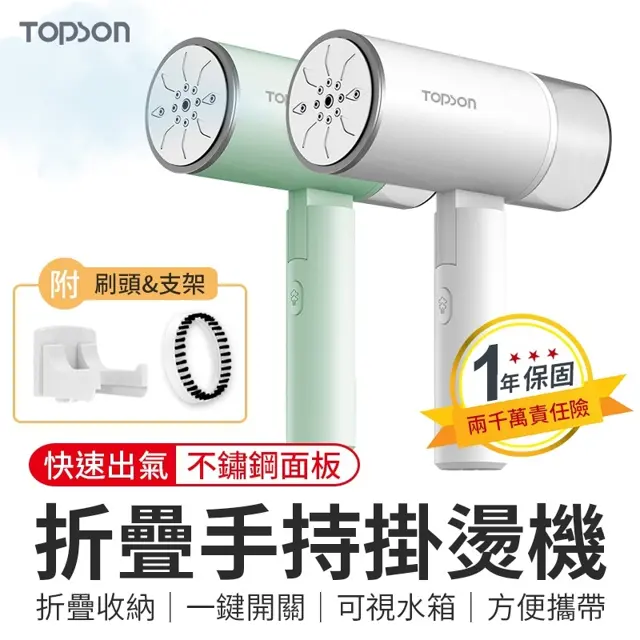 TOPSON
TOPSON
TOPSON
附 刷頭&支架
1年保固
兩千萬責任險
快速出氣 不鏽鋼面板
折疊手持掛燙機
折疊收納｜一鍵開關｜可視水箱｜方便攜帶